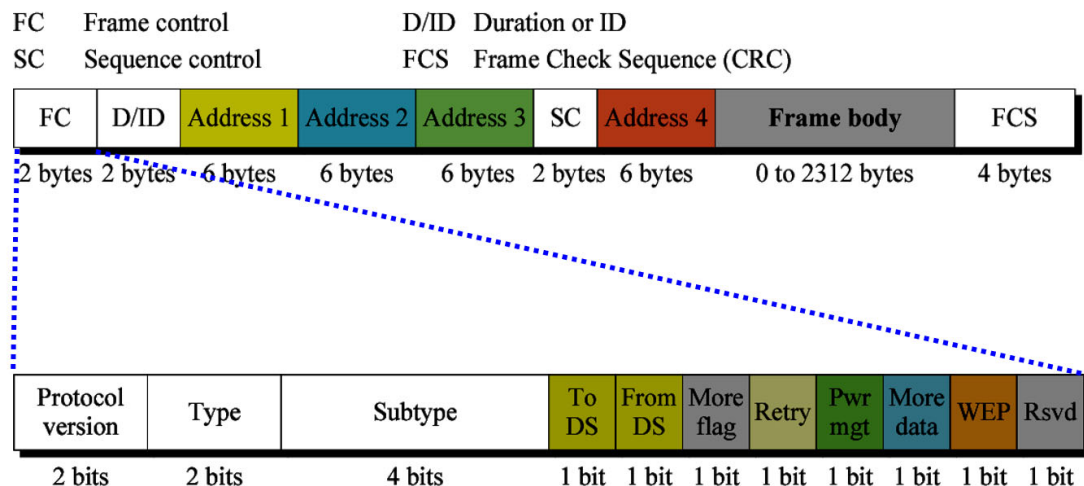 FC Frame control D/ID Duration or ID
SC Sequence control FCS Frame Check Sequence (CRC)
FC D/ID Address 1 Address 2 Address 3 SC Address 4 Frame body FCS
2 bytes 2 bytes 6 bytes 6 bytes 6 bytes 2 bytes 6 bytes 0 to 2312 bytes 4 bytes
Protocol version Type Subtype To DS From DS More flag Retry Pwr mgt More data WEP Rsvd
2 bits 2 bits 4 bits 1 bit 1 bit 1 bit 1 bit 1 bit 1 bit 1 bit 1 bit